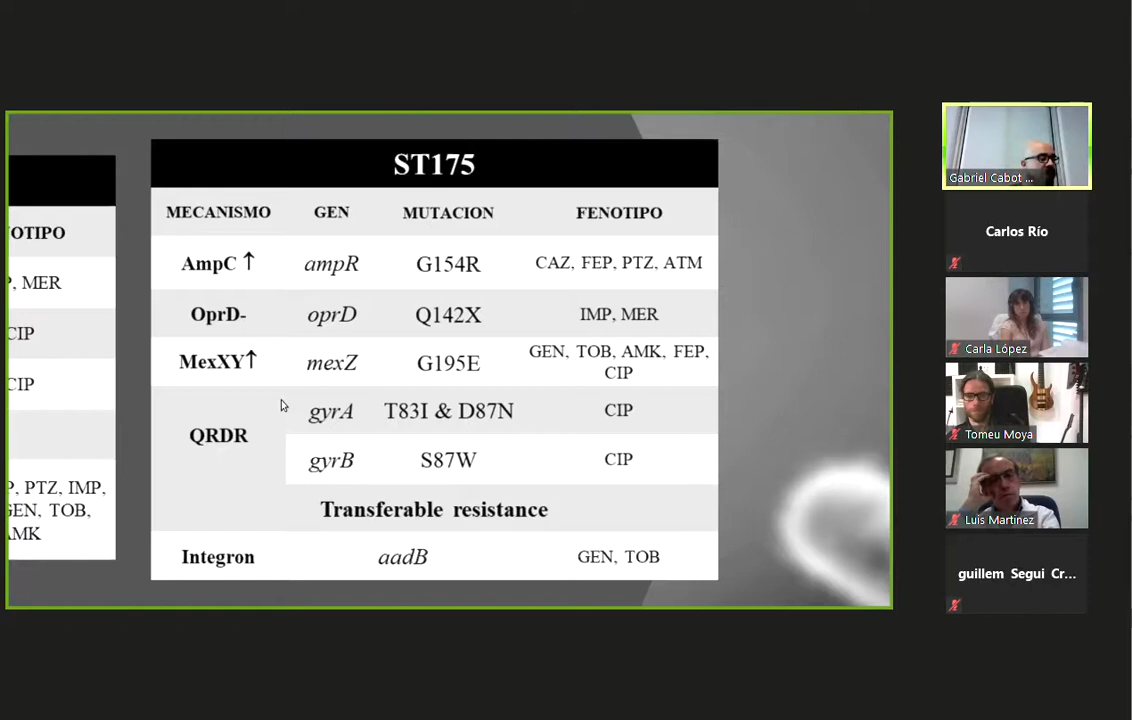 OTIPO
P, MER
CIP
CIP
P, PTZ, IMP,
GEN, TOB,
AMK
ST175
MECANISMO GEN MUTACION FENOTIPO
AmpC ↑ ampR G154R CAZ, FEP, PTZ, ATM
OprD- oprD Q142X IMP, MER
MexXY↑ mexZ G195E GEN, TOB, AMK, FEP,
CIP
QRDR
gyrA T83I & D87N CIP
gyrB S87W CIP
Transferable resistance
Integron aadB GEN, TOB
Gabriel Cabot ...
Carlos Río
Carla López
Tomeu Moya
Luis Martinez
guillem Segui Cr...